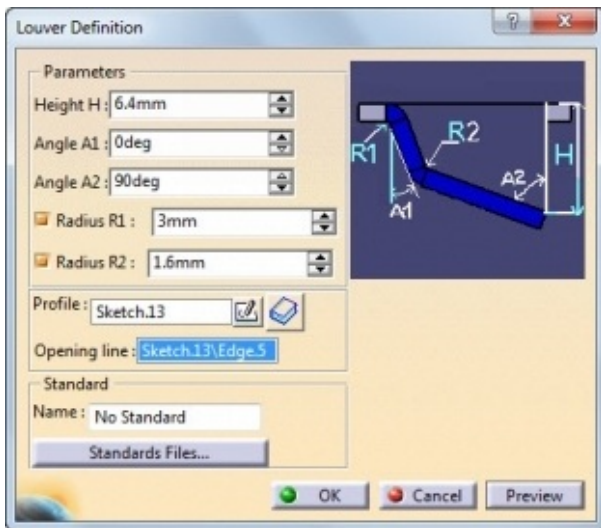 Louver Definition
Parameters
Height H : 6.4mm
Angle A1 : 0deg
Angle A2 : 90deg
Radius R1 : 3mm
Radius R2 : 1.6mm
R1
R2
H
A1
A2
Profile : Sketch.13
Opening line : Sketch.13\Edge.5
Standard
Name : No Standard
Standards Files...
OK Cancel Preview